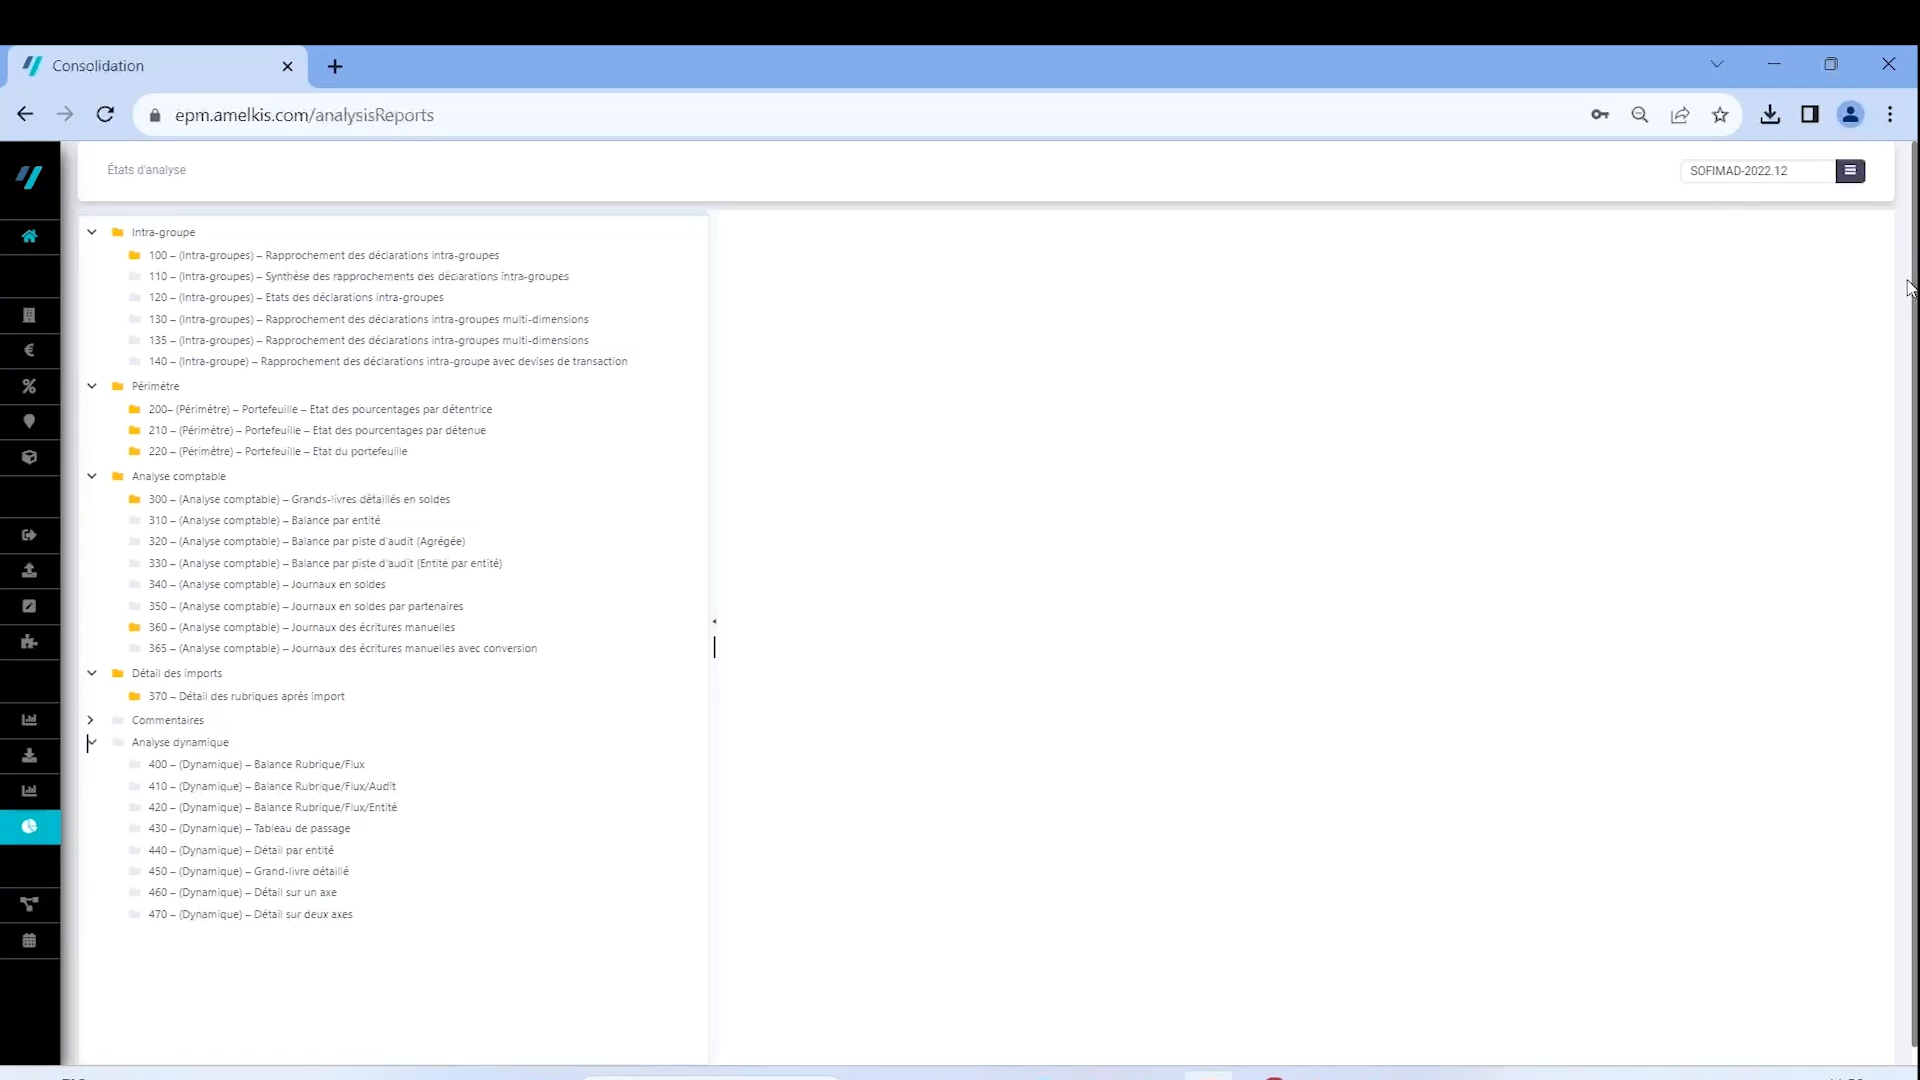 Consolidation
epm.amelkis.com/analysisReports
États d'analyse
SOFIMAD-2022.12
Intra-groupe
100 – (Intra-groupes) – Rapprochement des déclarations intra-groupes
110 – (Intra-groupes) – Synthèse des rapprochements des déclarations intra-groupes
120 – (Intra-groupes) – Etats des déclarations intra-groupes
130 – (Intra-groupes) – Rapprochement des déclarations intra-groupes multi-dimensions
135 – (Intra-groupes) – Rapprochement des déclarations intra-groupes multi-dimensions
140 – (Intra-groupe) – Rapprochement des déclarations intra-groupe avec devises de transaction
Périmètre
200– (Périmètre) – Portefeuille – Etat des pourcentages par détentrice
210 – (Périmètre) – Portefeuille – Etat des pourcentages par détenue
220 – (Périmètre) – Portefeuille – Etat du portefeuille
Analyse comptable
300 – (Analyse comptable) – Grands-livres détaillés en soldes
310 – (Analyse comptable) – Balance par entité
320 – (Analyse comptable) – Balance par piste d'audit (Agrégée)
330 – (Analyse comptable) – Balance par piste d'audit (Entité par entité)
340 – (Analyse comptable) – Journaux en soldes
350 – (Analyse comptable) – Journaux en soldes par partenaires
360 – (Analyse comptable) – Journaux des écritures manuelles
365 – (Analyse comptable) – Journaux des écritures manuelles avec conversion
Détail des imports
370 – Détail des rubriques après import
Commentaires
Analyse dynamique
400 – (Dynamique) – Balance Rubrique/Flux
410 – (Dynamique) – Balance Rubrique/Flux/Audit
420 – (Dynamique) – Balance Rubrique/Flux/Entité
430 – (Dynamique) – Tableau de passage
440 – (Dynamique) – Détail par entité
450 – (Dynamique) – Grand-livre détaillé
460 – (Dynamique) – Détail sur un axe
470 – (Dynamique) – Détail sur deux axes